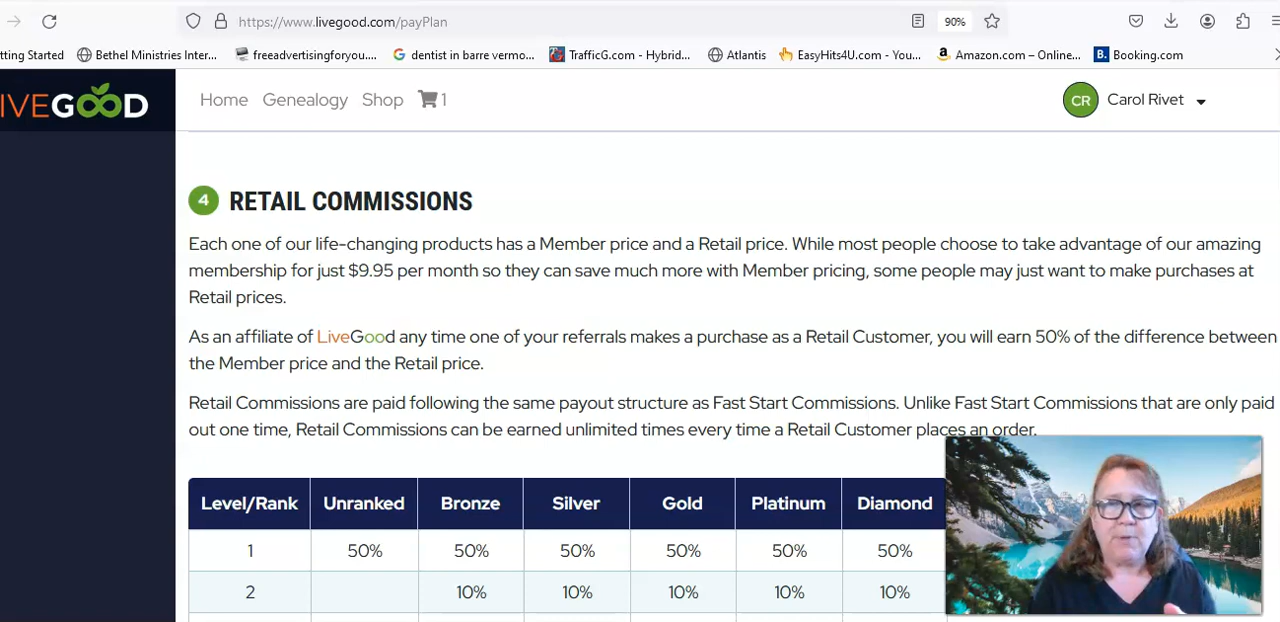 https://www.livegood.com/payPlan
90%
tting Started
Bethel Ministries Inter...
freeadvertisingforyou....
dentist in barre vermo...
TrafficG.com - Hybrid...
Atlantis
EasyHits4U.com - You...
Amazon.com – Online...
B.
Booking.com
IVEGOOD
Home
Genealogy
Shop
1
CR
Carol Rivet
4 RETAIL COMMISSIONS
Each one of our life-changing products has a Member price and a Retail price. While most people choose to take advantage of our amazing
membership for just $9.95 per month so they can save much more with Member pricing, some people may just want to make purchases at
Retail prices.
As an affiliate of LiveGood any time one of your referrals makes a purchase as a Retail Customer, you will earn 50% of the difference between
the Member price and the Retail price.
Retail Commissions are paid following the same payout structure as Fast Start Commissions. Unlike Fast Start Commissions that are only paid
out one time, Retail Commissions can be earned unlimited times every time a Retail Customer places an order.
Level/Rank Unranked Bronze Silver Gold Platinum Diamond
1 50% 50% 50% 50% 50% 50%
2 10% 10% 10% 10% 10%